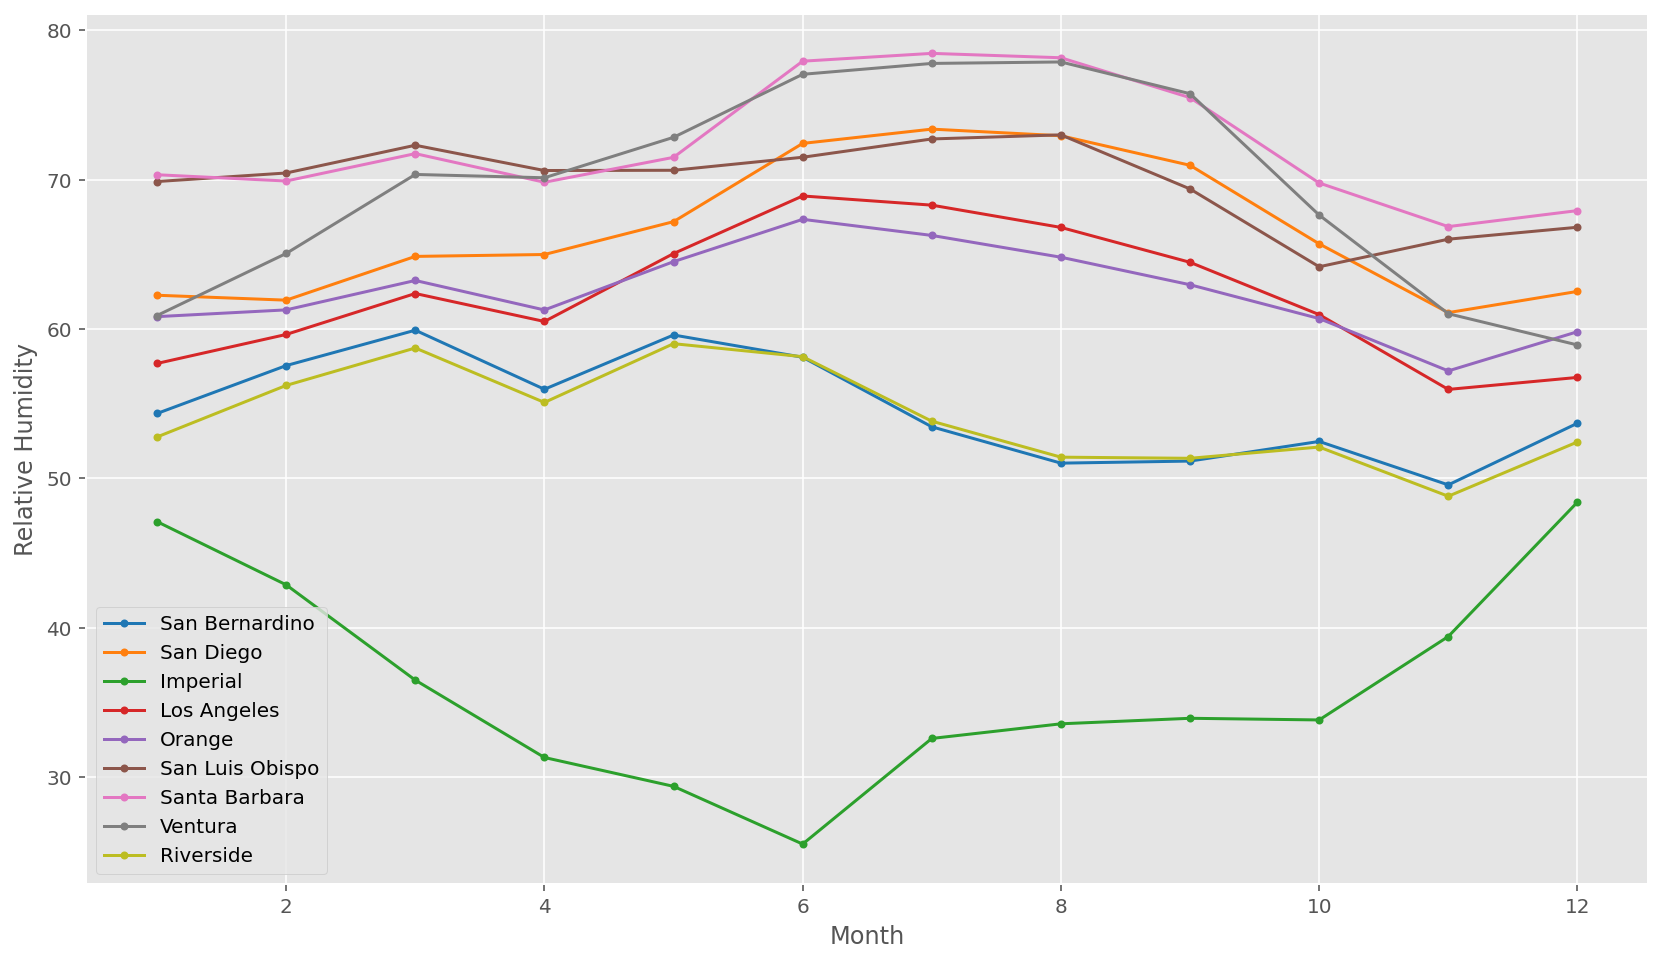 80
70
60
50
40
30
Relative Humidity
San Bernardino
San Diego
Imperial
Los Angeles
Orange
San Luis Obispo
Santa Barbara
Ventura
Riverside
2 4 6 8 10 12
Month